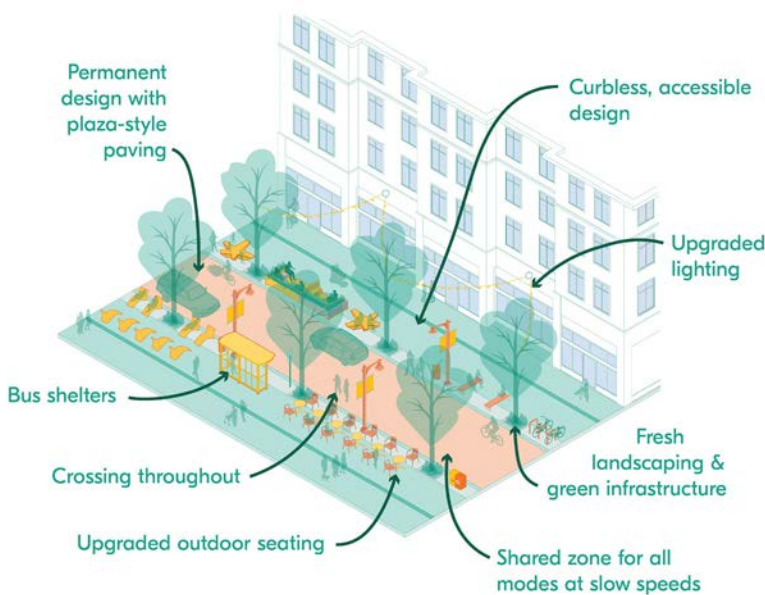 Permanent
design with
plaza-style
paving
Curbless, accessible
design
Upgraded
lighting
Bus shelters
Crossing throughout
Fresh
landscaping &
green infrastructure
Upgraded outdoor seating
Shared zone for all
modes at slow speeds